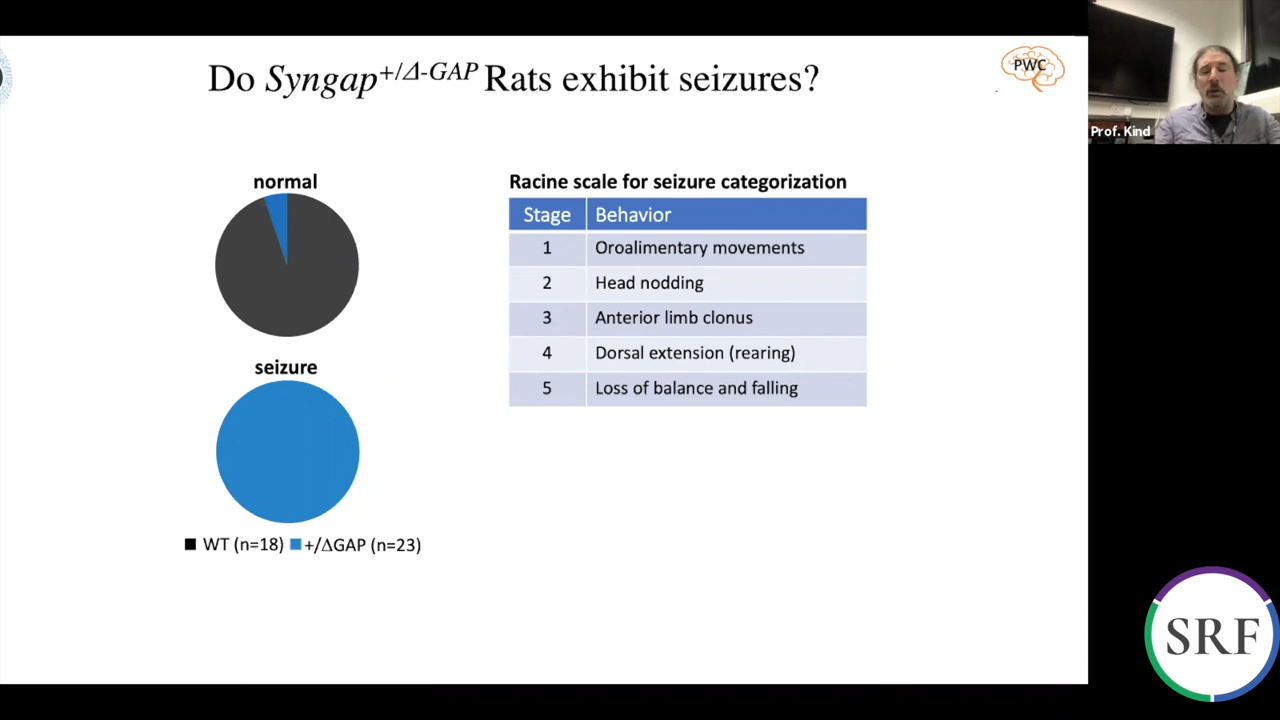 Do Syngap+/Δ-GAP Rats exhibit seizures?
PWC
Prof. Kind
normal
seizure
WT (n=18) +/ΔGAP (n=23)
Racine scale for seizure categorization
Stage Behavior
1 Oroalimentary movements
2 Head nodding
3 Anterior limb clonus
4 Dorsal extension (rearing)
5 Loss of balance and falling
SRF